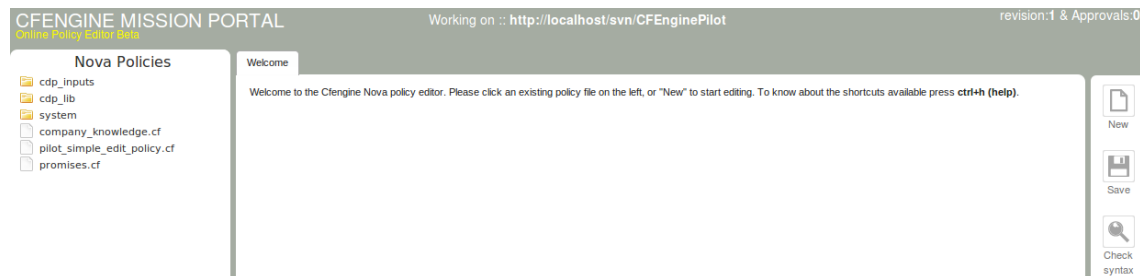 CFENGINE MISSION PORTAL
Online Policy Editor Beta
Working on :: http://localhost/svn/CFEnginePilot
revision:1 & Approvals:0
Nova Policies
cdp_inputs
cdp_lib
system
company_knowledge.cf
pilot_simple_edit_policy.cf
promises.cf
Welcome
Welcome to the Cfengine Nova policy editor. Please click an existing policy file on the left, or "New" to start editing. To know about the shortcuts available press ctrl+h (help).
New
Save
Check
syntax